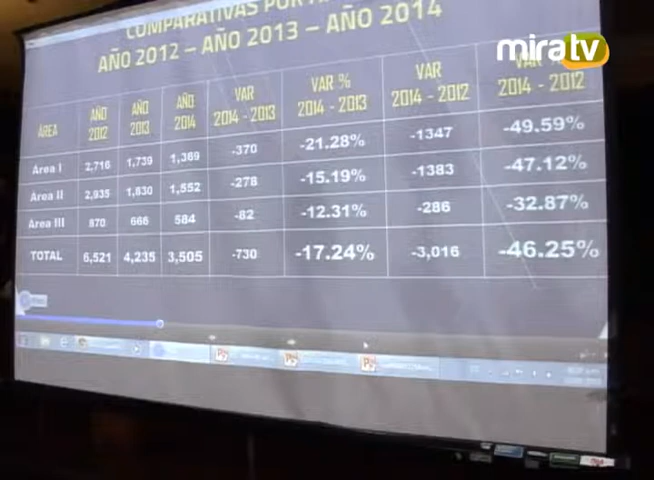 COMPARATIVAS POR
AÑO 2012 – AÑO 2013 – AÑO 2014
miratv
ÁREA AÑO 2012 AÑO 2013 AÑO 2014 VAR 2014 - 2013 VAR % 2014 - 2013 VAR 2014 - 2012 VAR % 2014 - 2012
Area I 2,716 1,739 1,369 -370 -21.28% -1347 -49.59%
Area II 2,935 1,830 1,552 -278 -15.19% -1383 -47.12%
Area III 870 666 584 -82 -12.31% -286 -32.87%
TOTAL 6,521 4,235 3,505 -730 -17.24% -3,016 -46.25%